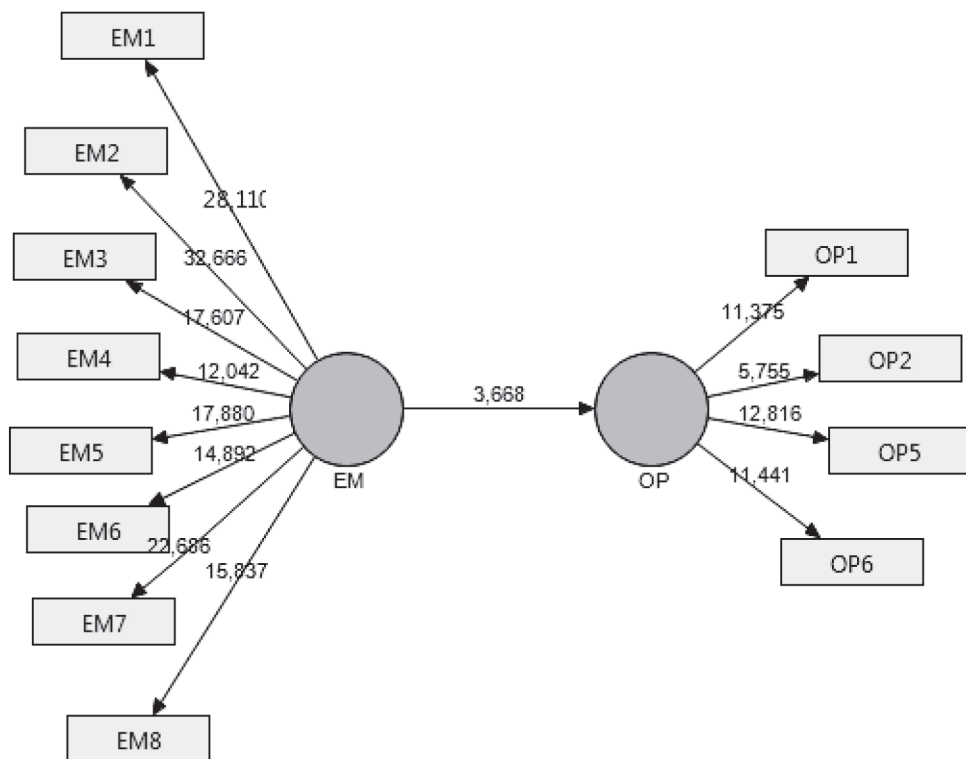 EM1
EM2
28,110
32,666
EM3
OP1
17,607
11,375
EM4
12,042
5,755
OP2
3,668
17,880
12,816
EM5
OP5
14,892
11,441
EM
OP
EM6
22,686
15,837
OP6
EM7
EM8